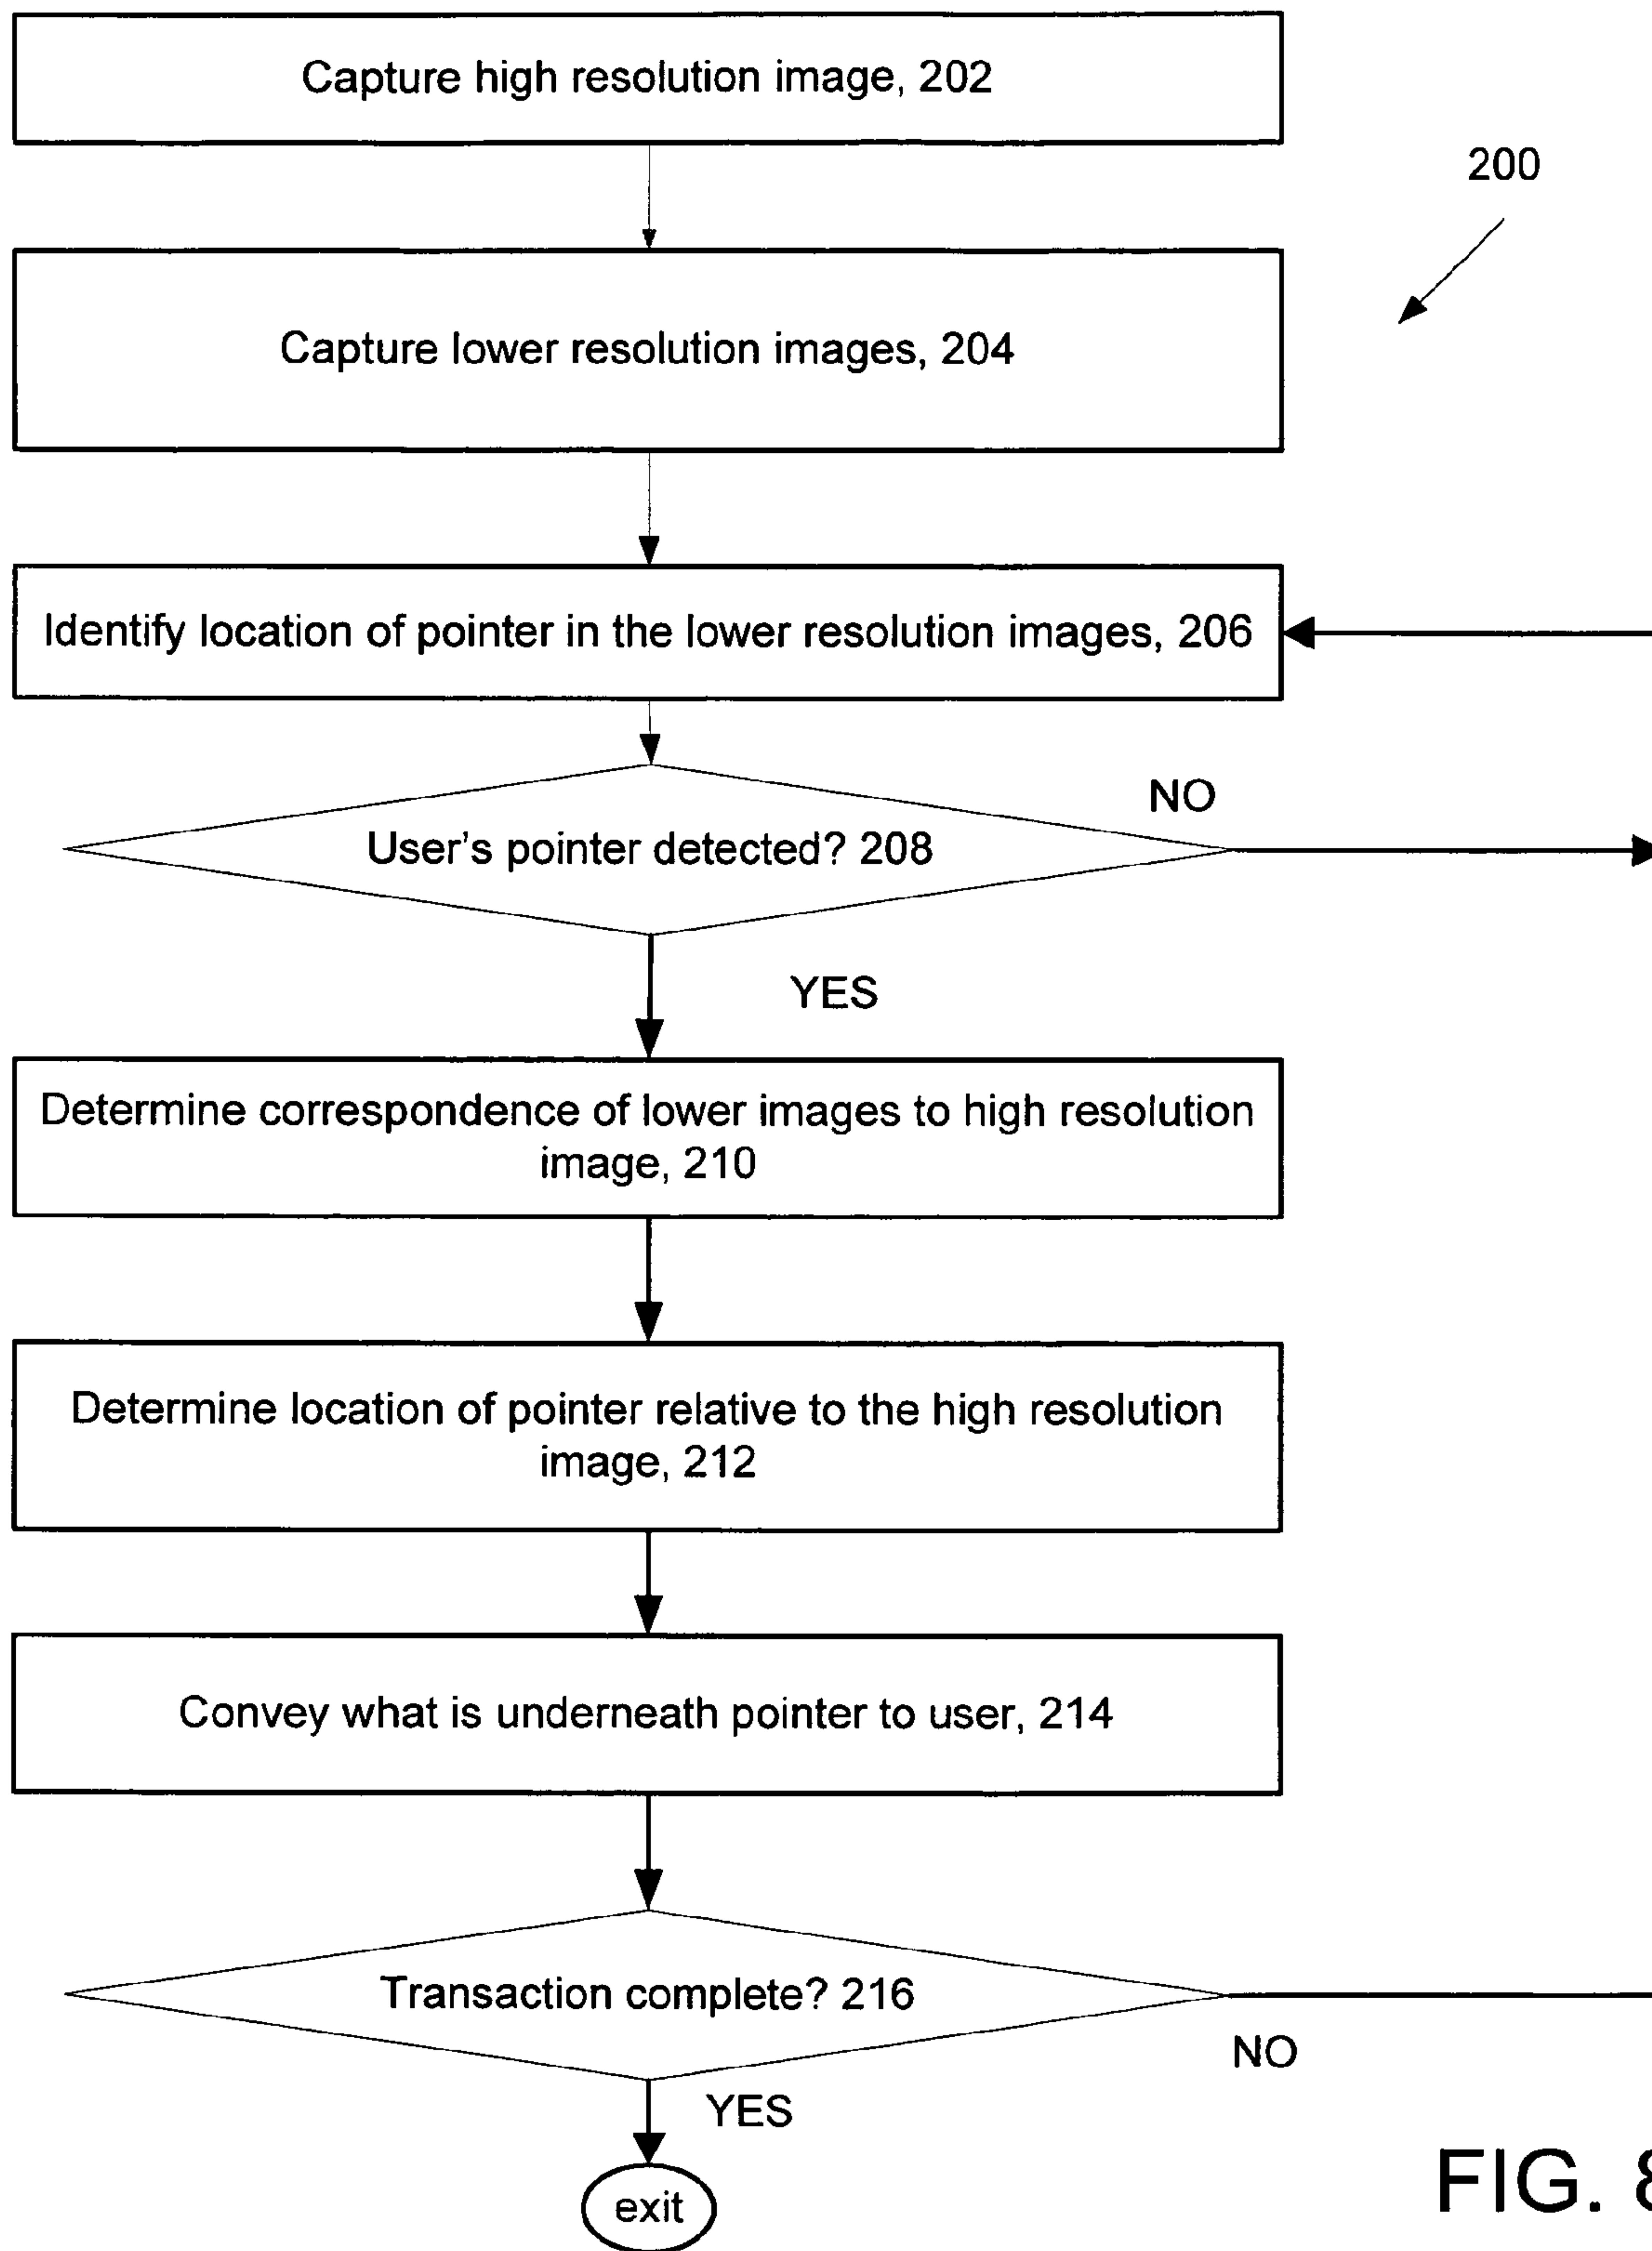 Capture high resolution image, 202
200
Capture lower resolution images, 204
Identify location of pointer in the lower resolution images, 206
NO
User's pointer detected? 208
YES
Determine correspondence of lower images to high resolution
image, 210
Determine location of pointer relative to the high resolution
image, 212
Convey what is underneath pointer to user, 214
Transaction complete? 216
NO
YES
exit
FIG. 8